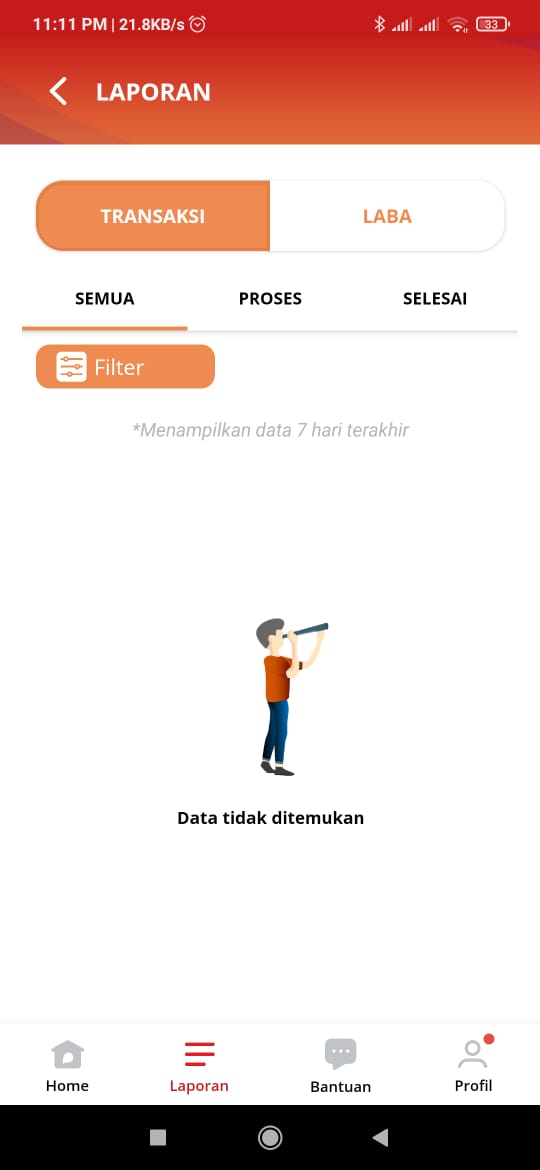 11:11 PM | 21.8KB/s 33
LAPORAN
TRANSAKSI LABA
SEMUA PROSES SELESAI
Filter
*Menampilkan data 7 hari terakhir
Data tidak ditemukan
Home Laporan Bantuan Profil